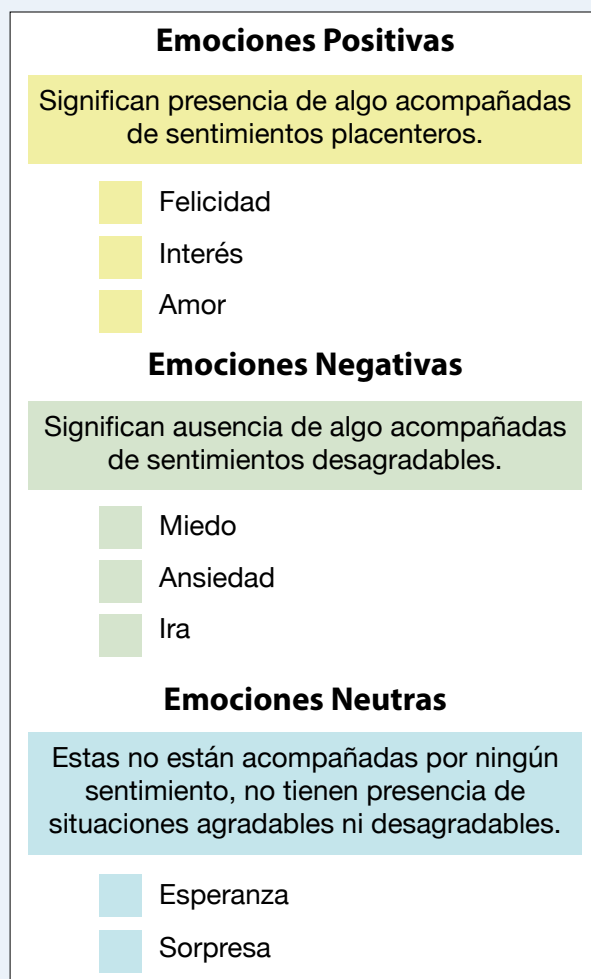 Emociones Positivas
Significan presencia de algo acompañadas
de sentimientos placenteros.
Felicidad
Interés
Amor
Emociones Negativas
Significan ausencia de algo acompañadas
de sentimientos desagradables.
Miedo
Ansiedad
Ira
Emociones Neutras
Estas no están acompañadas por ningún
sentimiento, no tienen presencia de
situaciones agradables ni desagradables.
Esperanza
Sorpresa